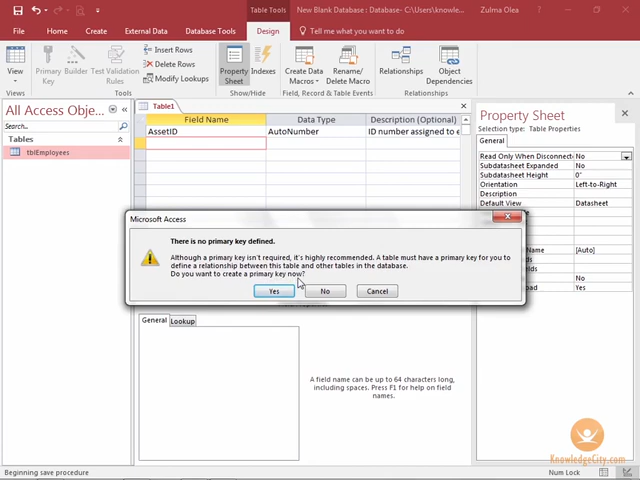 Table Tools
New Blank Database : Database- C:\Users\knowle...
Zulma Olea
File
Home
Create
External Data
Database Tools
Design
Tell me what you want to do
View
Primary Key
Builder
Test Validation Rules
Insert Rows
Delete Rows
Modify Lookups
Property Sheet
Indexes
Create Data Macros
Rename/Delete Macro
Relationships
Object Dependencies
Views
Tools
Show/Hide
Field, Record & Table Events
Relationships
All Access Obje...
Search...
Tables
tblEmployees
Table1
Field Name
Data Type
Description (Optional)
AssetID
AutoNumber
ID number assigned to e
Property Sheet
Selection type: Table Properties
General
Read Only When Disconnect No
Subdatasheet Expanded No
Subdatasheet Height 0"
Orientation Left-to-Right
Description
Default View Datasheet
Name [Auto]
ds
No
oad Yes
Microsoft Access
There is no primary key defined.
Although a primary key isn't required, it's highly recommended. A table must have a primary key for you to
define a relationship between this table and other tables in the database.
Do you want to create a primary key now?
Yes
No
Cancel
General
Lookup
A field name can be up to 64 characters long,
including spaces. Press F1 for help on field
names.
KnowledgeCity.com
Beginning save procedure
Num Lock